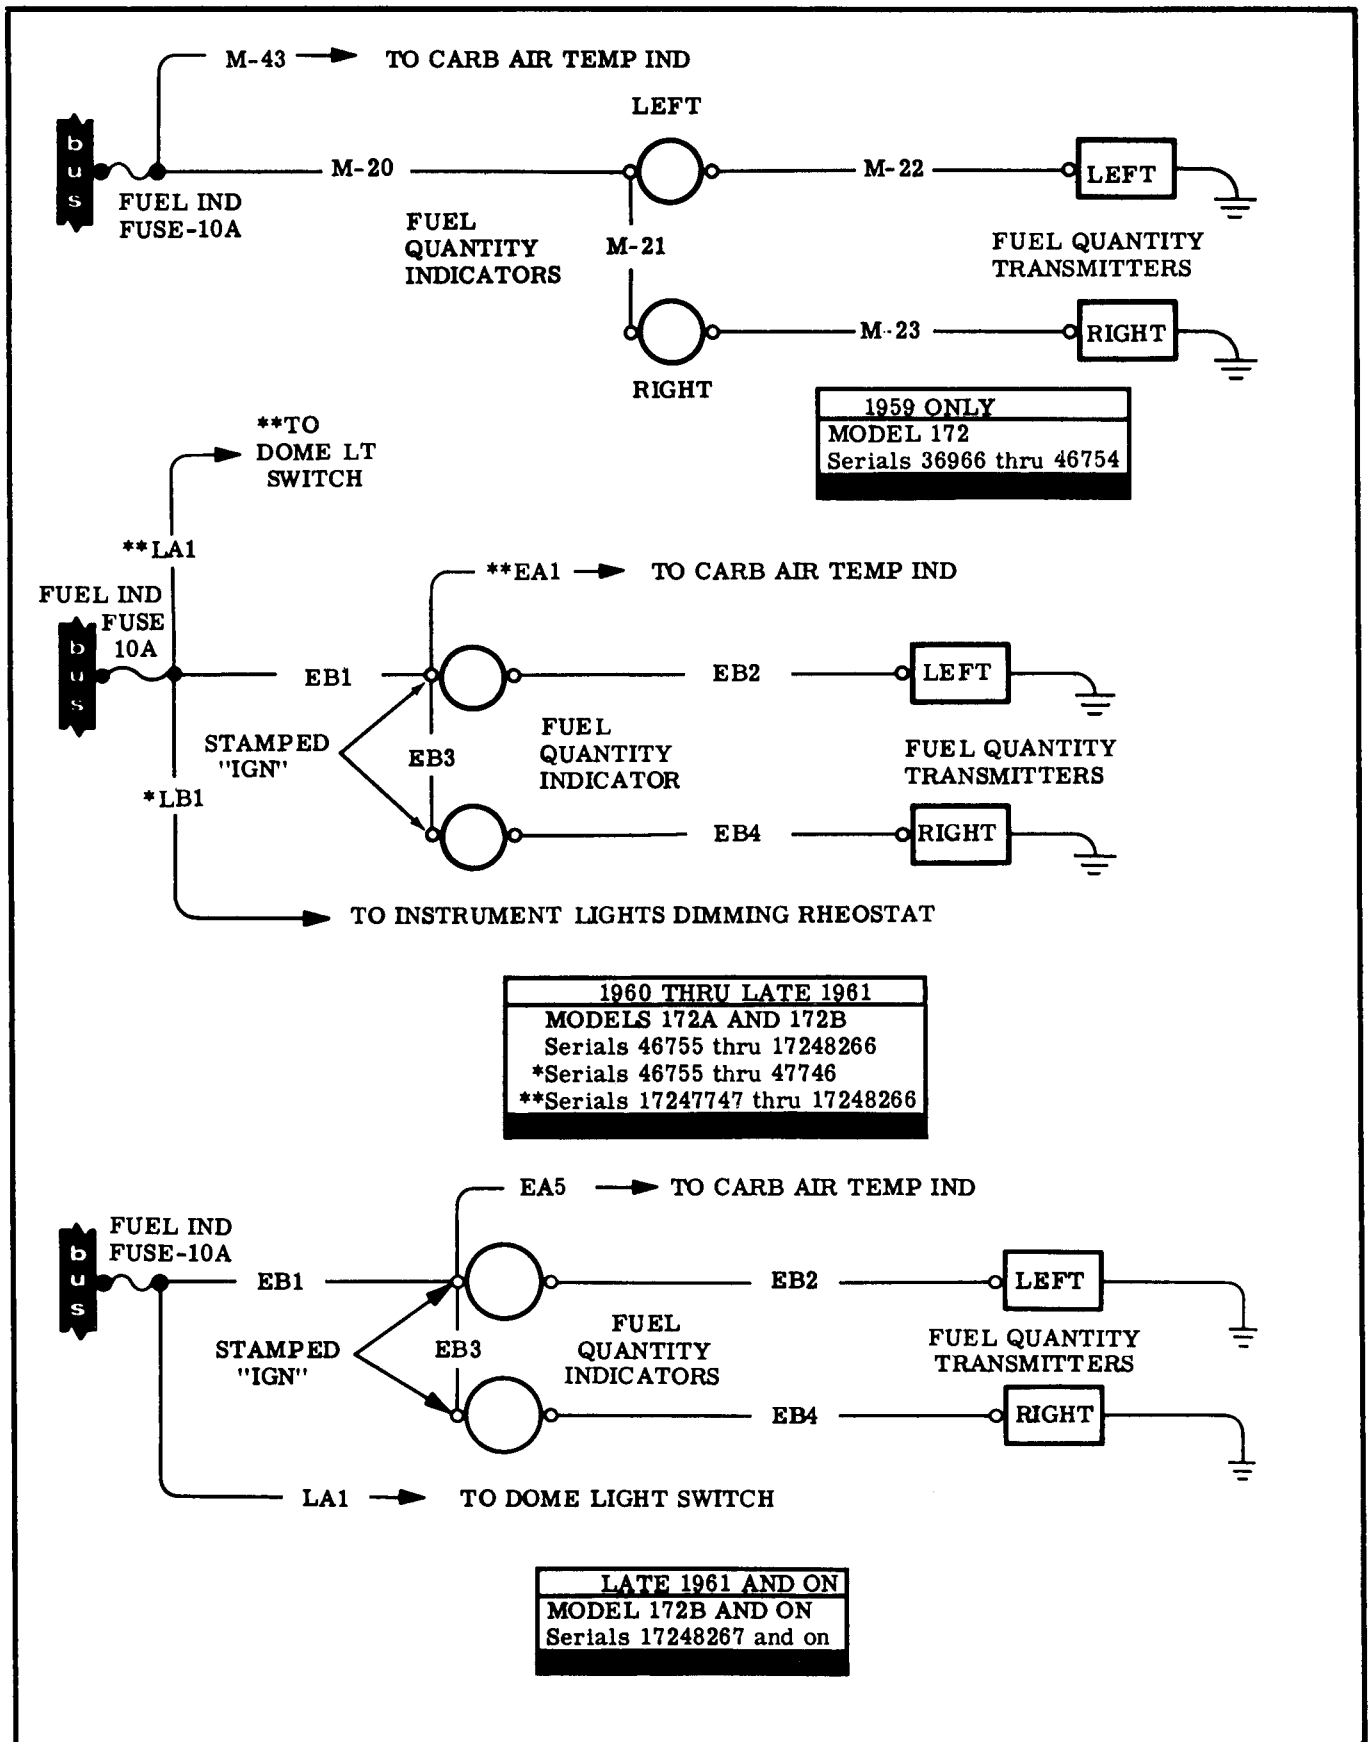 M-43 TO CARB AIR TEMP IND
LEFT
bus
M-20
M-22
LEFT
FUEL IND
FUSE-10A
FUEL
QUANTITY
INDICATORS
M-21
FUEL QUANTITY
TRANSMITTERS
M-23
RIGHT
RIGHT
1959 ONLY
MODEL 172
Serials 36966 thru 46754
**TO
DOME LT
SWITCH
**LA1
**EA1 TO CARB AIR TEMP IND
FUEL IND
FUSE
10A
bus
EB1
EB2
LEFT
STAMPED
"IGN"
EB3
FUEL
QUANTITY
INDICATOR
FUEL QUANTITY
TRANSMITTERS
*LB1
EB4
RIGHT
TO INSTRUMENT LIGHTS DIMMING RHEOSTAT
1960 THRU LATE 1961
MODELS 172A AND 172B
Serials 46755 thru 17248266
*Serials 46755 thru 47746
**Serials 17247747 thru 17248266
EA5 TO CARB AIR TEMP IND
FUEL IND
FUSE-10A
bus
EB1
EB2
LEFT
STAMPED
"IGN"
EB3
FUEL
QUANTITY
INDICATORS
FUEL QUANTITY
TRANSMITTERS
EB4
RIGHT
LA1 TO DOME LIGHT SWITCH
LATE 1961 AND ON
MODEL 172B AND ON
Serials 17248267 and on